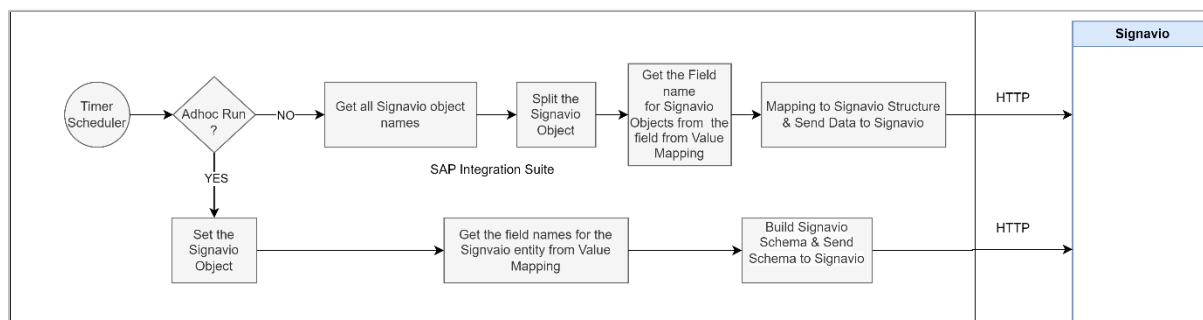 Signavio
Timer
Scheduler
Adhoc Run
?
NO
Get all Signavio object
names
Split the
Signavio
Object
Get the Field
name
for Signavio
Objects from the
field from Value
Mapping
Mapping to Signavio Structure
& Send Data to Signavio
HTTP
SAP Integration Suite
YES
Set the
Signavio
Object
Get the field names for the
Signvaio entity from Value
Mapping
Build Signavio
Schema & Send
Schema to Signavio
HTTP